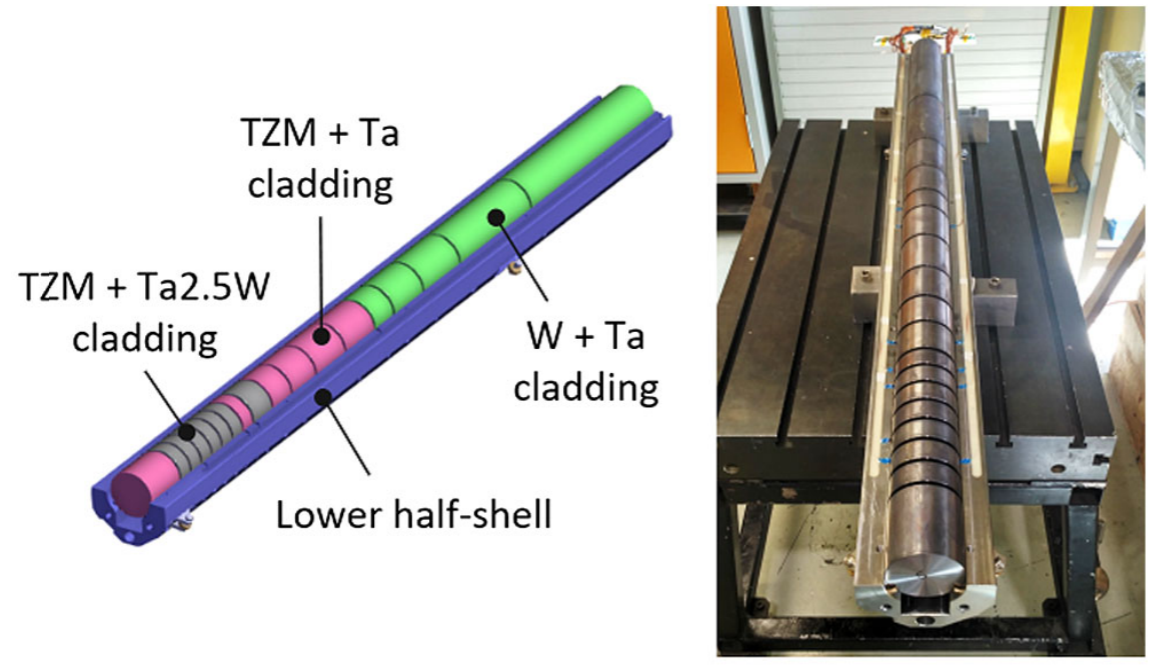 TZM + Ta
cladding
TZM + Ta2.5W
cladding
W + Ta
cladding
Lower half-shell